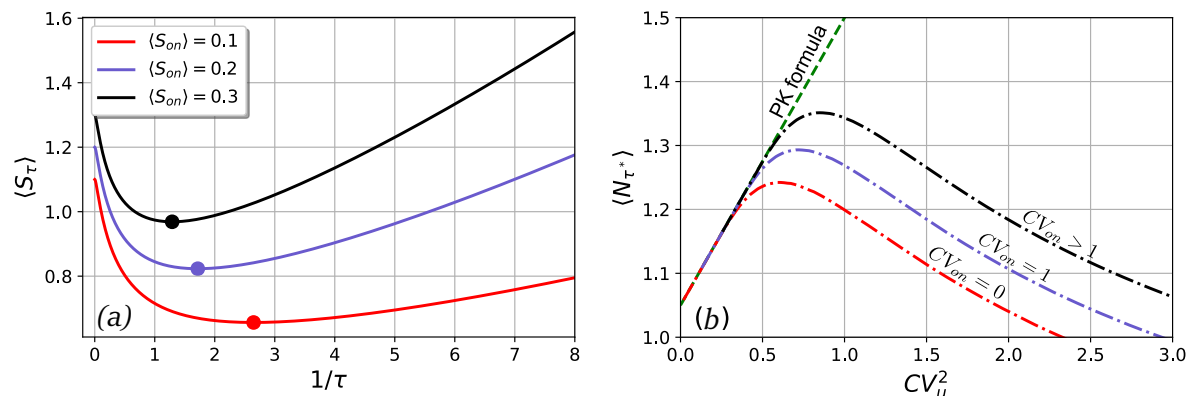 1.6
1.4
1.2
1.0
0.8
⟨S_τ⟩
⟨S_on⟩ = 0.1
⟨S_on⟩ = 0.2
⟨S_on⟩ = 0.3
(a)
0 1 2 3 4 5 6 7 8
1/τ
1.5
1.4
1.3
1.2
1.1
1.0
⟨N_τ*⟩
PK formula
CV_on > 1
CV_on = 1
CV_on = 0
(b)
0.0 0.5 1.0 1.5 2.0 2.5 3.0
CV_u^2